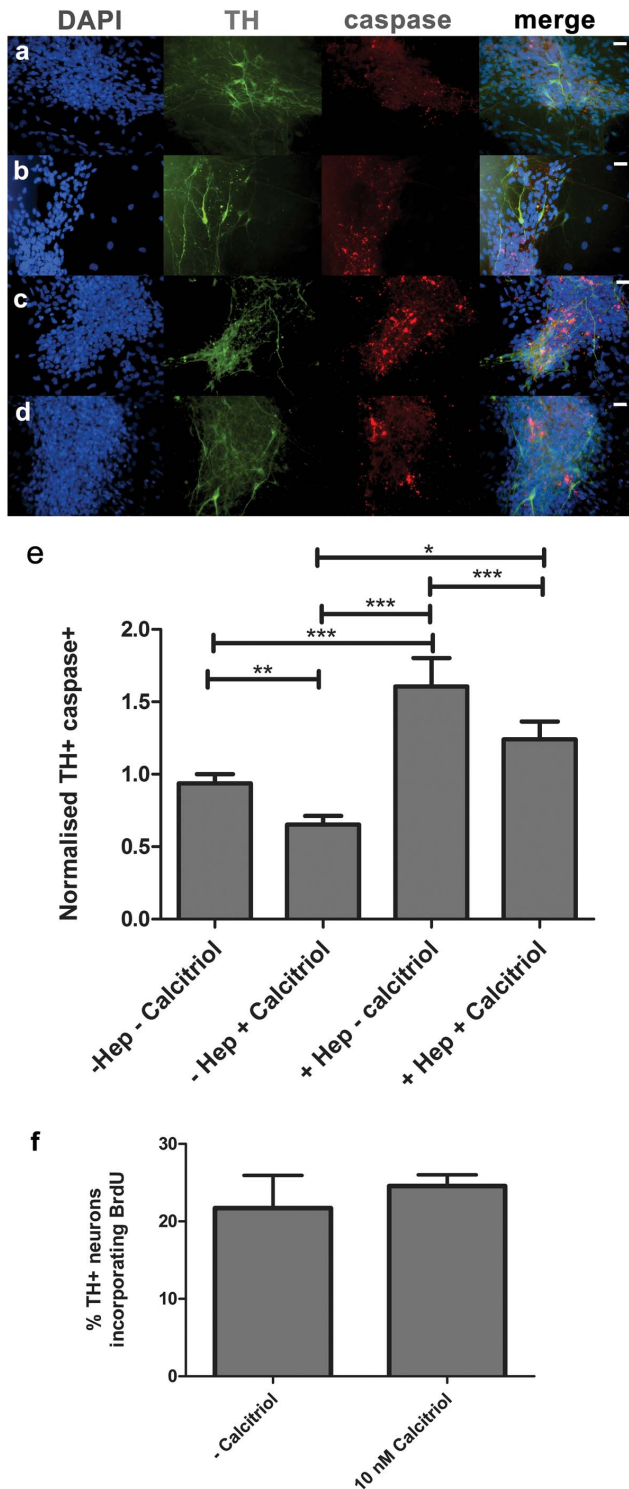 DAPI TH caspase merge
a
b
c
d
e
*
***
***
***
**
Normalised TH+ caspase+
2.0
1.5
1.0
0.5
0.0
-Hep - Calcitriol
- Hep + Calcitriol
+ Hep - calcitriol
+ Hep + Calcitriol
f
% TH+ neurons
incorporating BrdU
30
20
10
0
- Calcitriol
10 nM Calcitriol